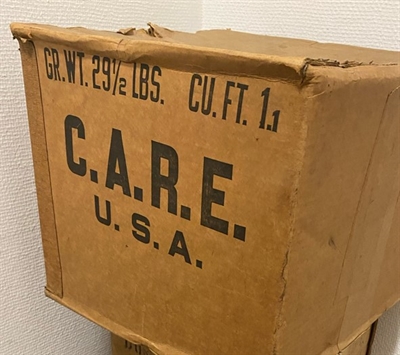 GR. WT. 29½ LBS. CU. FT. 1.1
C.A.R.E.
U.S.A.